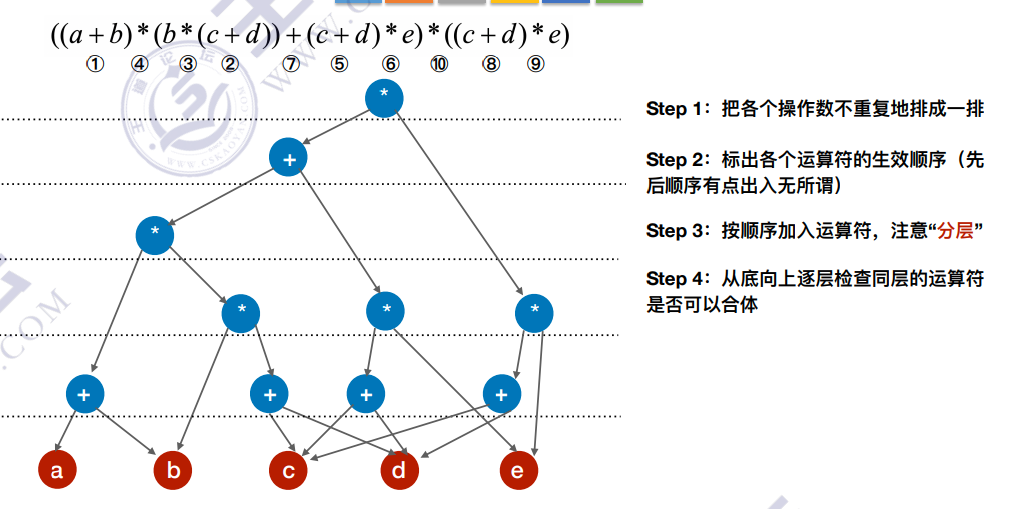 ((a + b) * (b * (c + d)) + (c + d) * e) * ((c + d) * e)
① ④ ③ ② ⑦ ⑤ ⑥ ⑩ ⑧ ⑨
*
+
*
* * *
+ + + +
a b c d e
Step 1：把各个操作数不重复地排成一排
Step 2：标出各个运算符的生效顺序（先
后顺序有点出入无所谓）
Step 3：按顺序加入运算符，注意“分层”
Step 4：从底向上逐层检查同层的运算符
是否可以合体
WWW.CSKAOYAN.COM